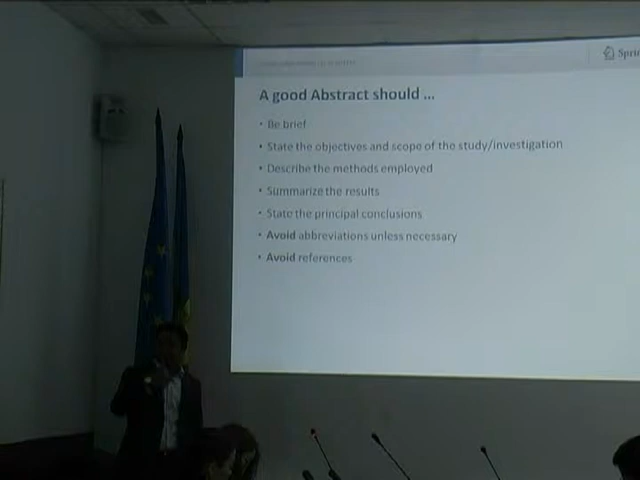 A good Abstract should ...
• Be brief
• State the objectives and scope of the study/investigation
• Describe the methods employed
• Summarize the results
• State the principal conclusions
• Avoid abbreviations unless necessary
• Avoid references